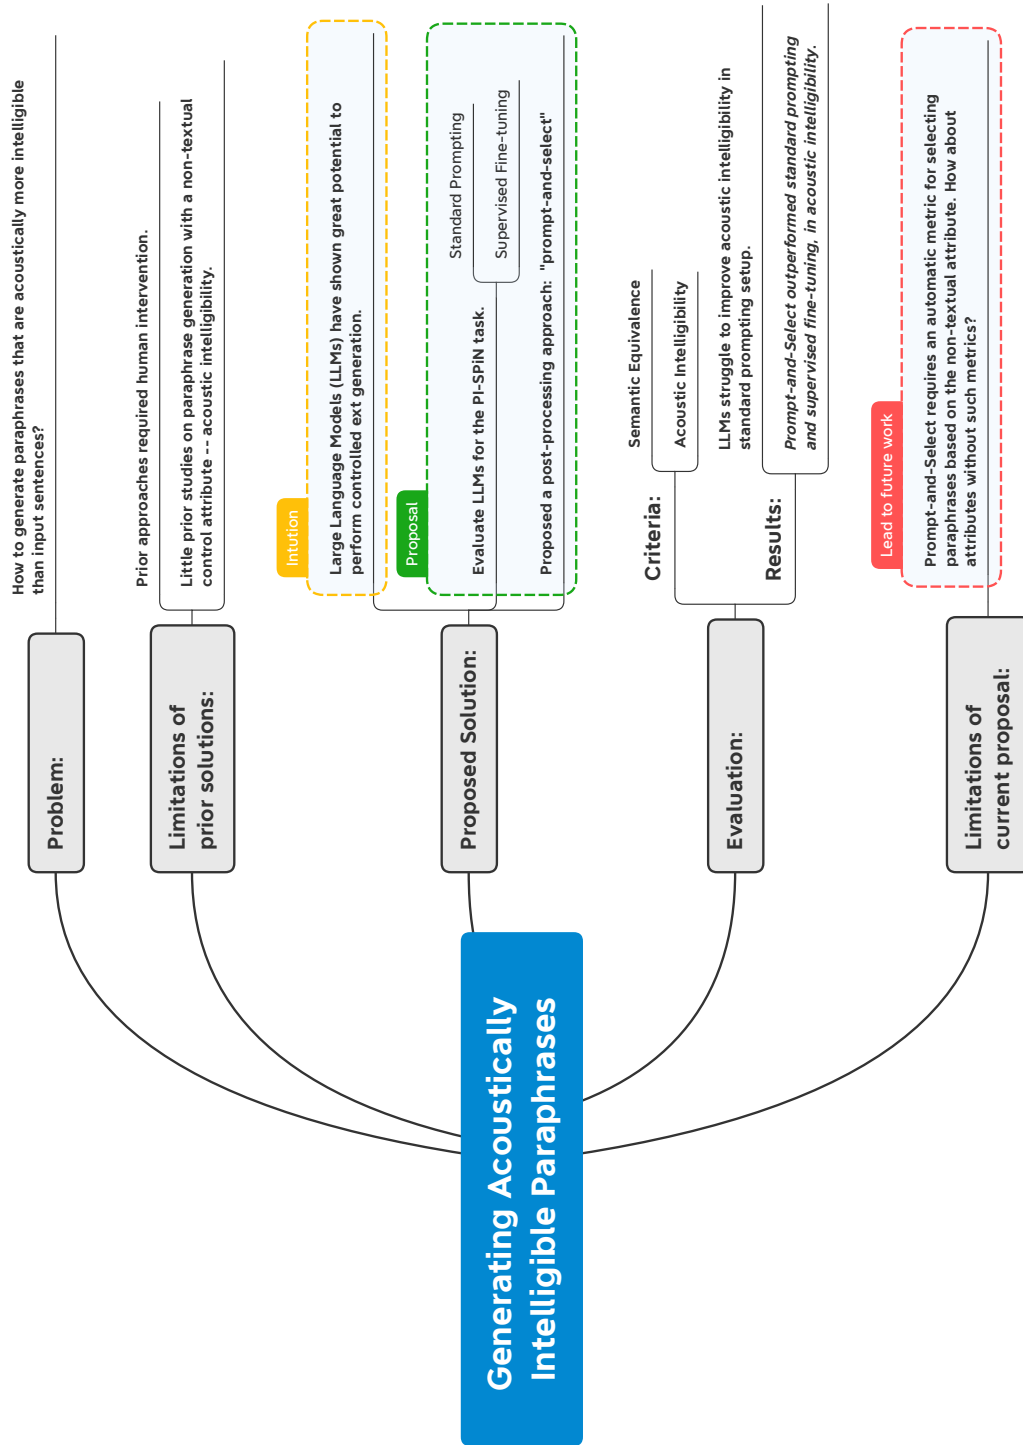 Generating Acoustically
Intelligible Paraphrases
Problem:
How to generate paraphrases that are acoustically more intelligible
than input sentences?
Limitations of
prior solutions:
Prior approaches required human intervention.
Little prior studies on paraphrase generation with a non-textual
control attribute -- acoustic intelligibility.
Proposed Solution:
Intution
Large Language Models (LLMs) have shown great potential to
perform controlled ext generation.
Proposal
Evaluate LLMs for the PI-SPiN task.
Standard Prompting
Supervised Fine-tuning
Proposed a post-processing approach: "prompt-and-select"
Evaluation:
Criteria:
Semantic Equivalence
Acoustic Intelligibility
Results:
LLMs struggle to improve acoustic intelligibility in
standard prompting setup.
Prompt-and-Select outperformed standard prompting
and supervised fine-tuning, in acoustic intelligibility.
Limitations of
current proposal:
Lead to future work
Prompt-and-Select requires an automatic metric for selecting
paraphrases based on the non-textual attribute. How about
attributes without such metrics?